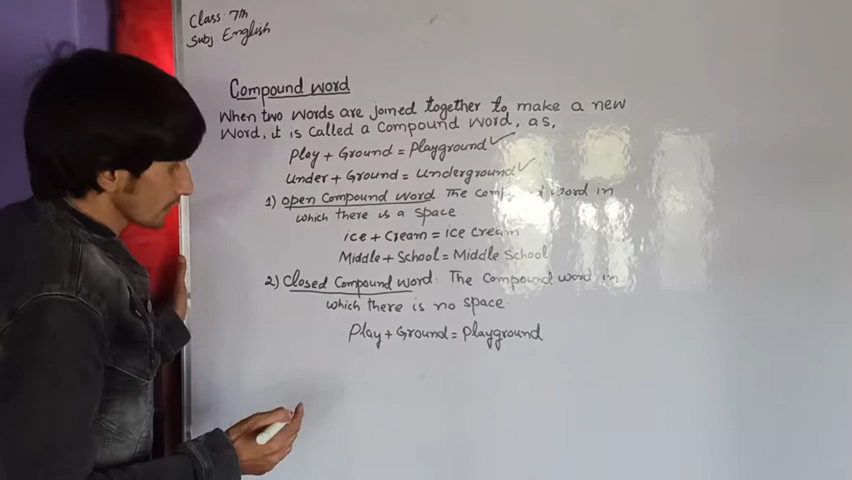 Class 7th
Subj English
Compound word
When two words are joined together to make a new
word, it is called a compound word, as,
Play + Ground = Playground ✓
Under + Ground = Underground ✓
1) open Compound word The comp d word in
which there is a space
ice + Cream = ice cream
Middle + School = Middle School
2) Closed Compound word. The Compound word in
which there is no space.
Play + Ground = Playground